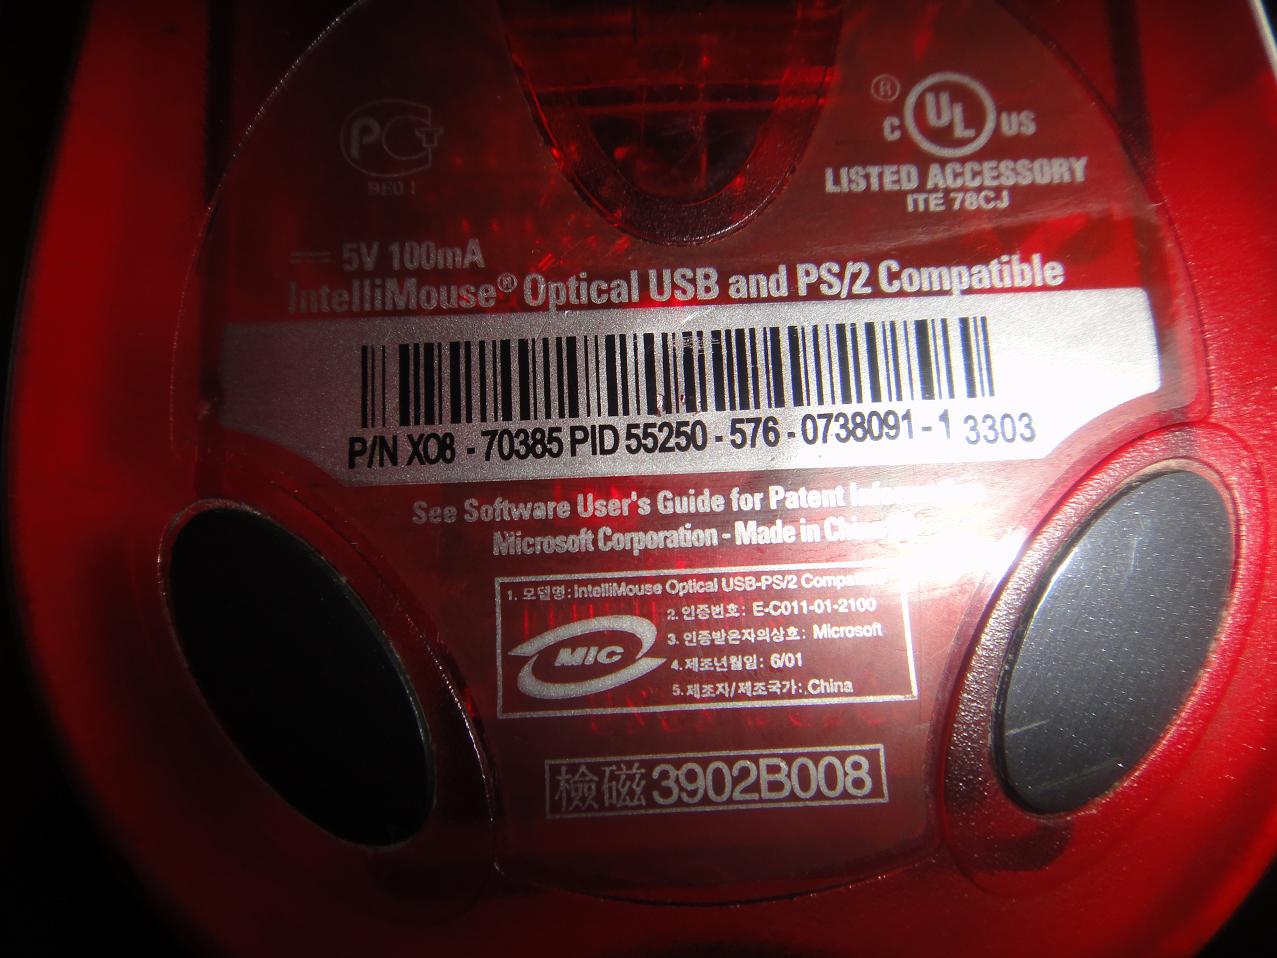 PCT
BE01
® C UL US
LISTED ACCESSORY
ITE 78CJ
5V 100mA
IntelliMouse® Optical USB and PS/2 Compatible
P/N X08 - 70385 PID 55250 - 576 - 0738091 - 1 3303
See Software User's Guide for Patent Information
Microsoft Corporation - Made in China
1. 모델명: IntelliMouse Optical USB-PS/2 Compatible
2. 인증번호: E-C011-01-2100
MIC
3. 인증받은자의상호: Microsoft
4. 제조년월일: 6/01
5. 제조자/제조국가: China
檢磁 3902B008